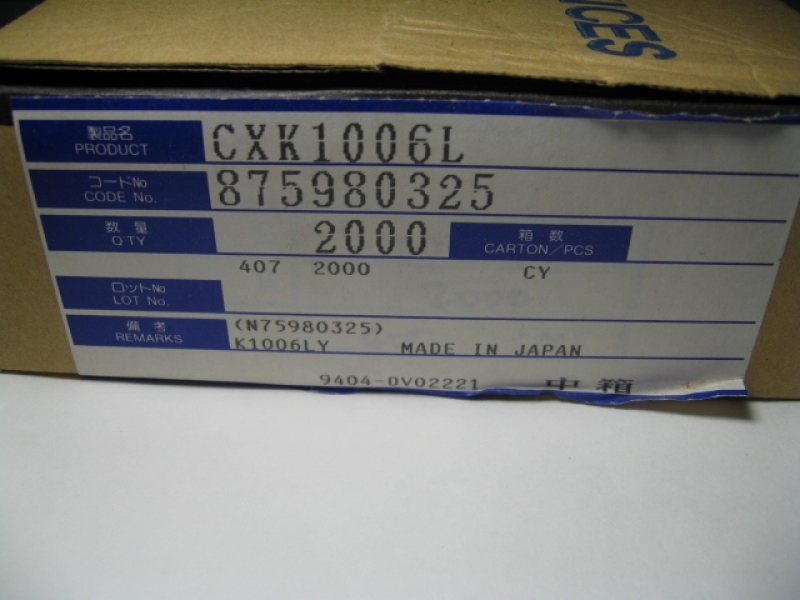 ICES
製品名
PRODUCT
CXK1006L
コードNo
CODE No.
875980325
数量
QTY
2000
箱数
CARTON/PCS
407 2000 CY
ロットNo
LOT No.
備考
REMARKS
(N75980325)
K1006LY MADE IN JAPAN
9404-0V02221 中箱